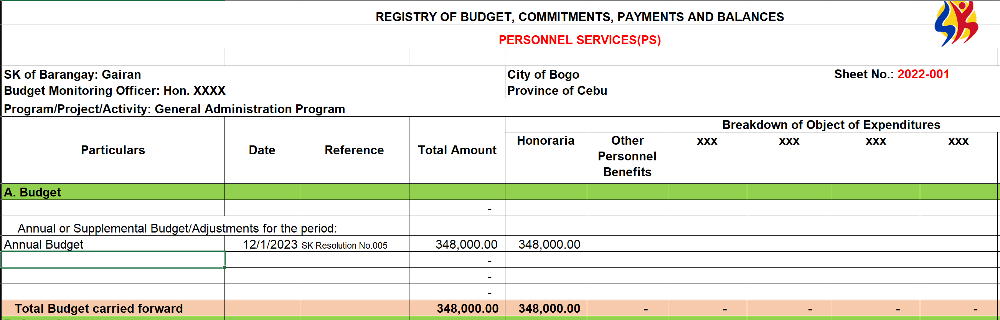 REGISTRY OF BUDGET, COMMITMENTS, PAYMENTS AND BALANCES
PERSONNEL SERVICES(PS)
SK of Barangay: Gairan
City of Bogo
Sheet No.: 2022-001
Budget Monitoring Officer: Hon. XXXX
Province of Cebu
Program/Project/Activity: General Administration Program
Breakdown of Object of Expenditures
Particulars Date Reference Total Amount Honoraria Other Personnel Benefits xxx xxx xxx xxx
A. Budget
-
Annual or Supplemental Budget/Adjustments for the period:
Annual Budget 12/1/2023 SK Resolution No.005 348,000.00 348,000.00
-
-
-
Total Budget carried forward 348,000.00 348,000.00 - - - - -